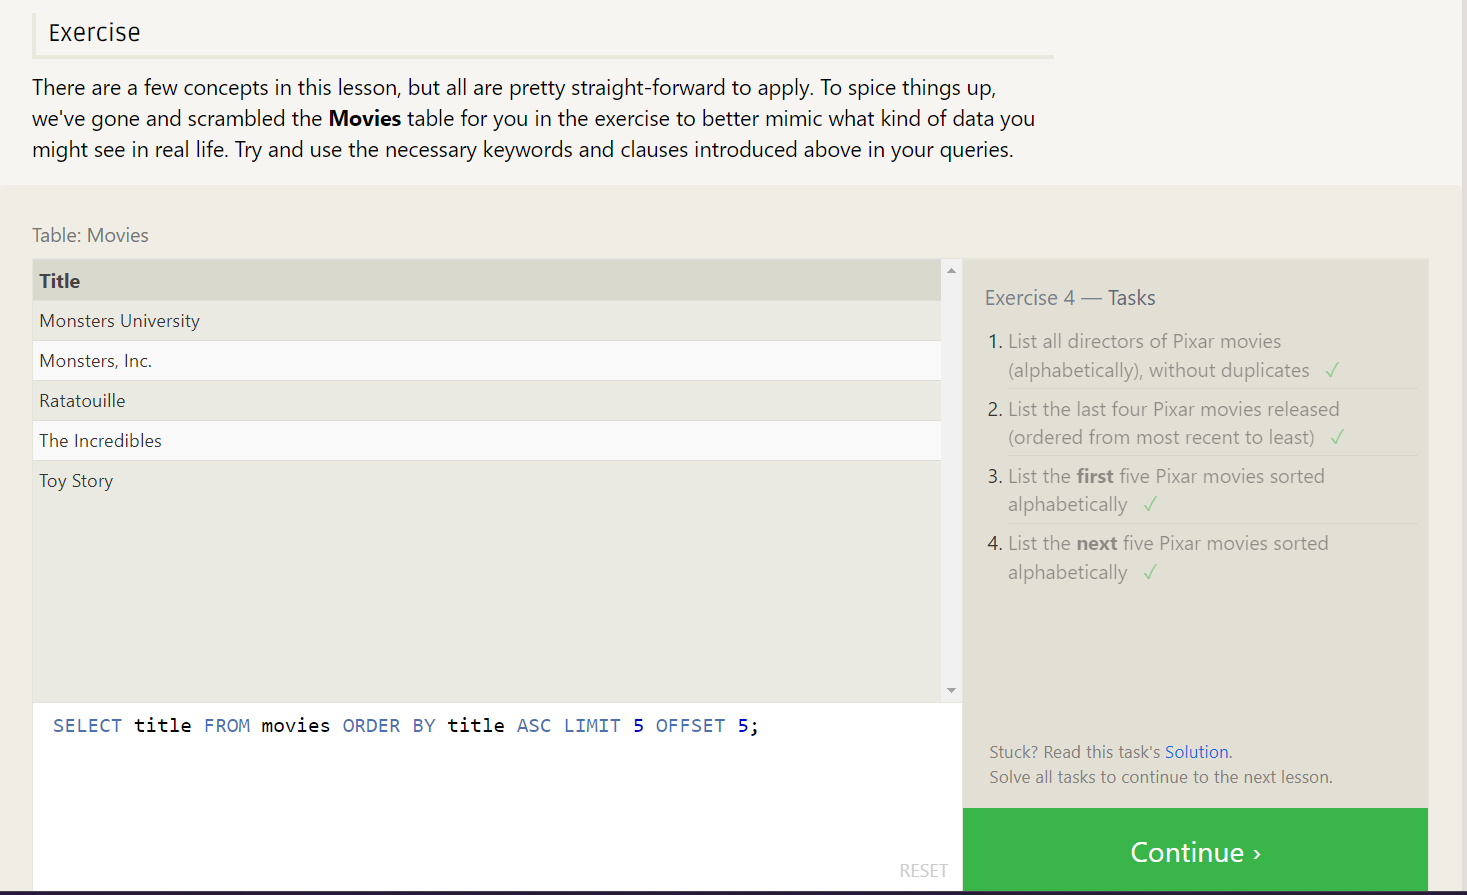 Exercise
There are a few concepts in this lesson, but all are pretty straight-forward to apply. To spice things up,
we've gone and scrambled the Movies table for you in the exercise to better mimic what kind of data you
might see in real life. Try and use the necessary keywords and clauses introduced above in your queries.
Table: Movies
Title
Monsters University
Monsters, Inc.
Ratatouille
The Incredibles
Toy Story
SELECT title FROM movies ORDER BY title ASC LIMIT 5 OFFSET 5;
RESET
Exercise 4 — Tasks
1. List all directors of Pixar movies
(alphabetically), without duplicates ✓
2. List the last four Pixar movies released
(ordered from most recent to least) ✓
3. List the first five Pixar movies sorted
alphabetically ✓
4. List the next five Pixar movies sorted
alphabetically ✓
Stuck? Read this task's Solution.
Solve all tasks to continue to the next lesson.
Continue ›